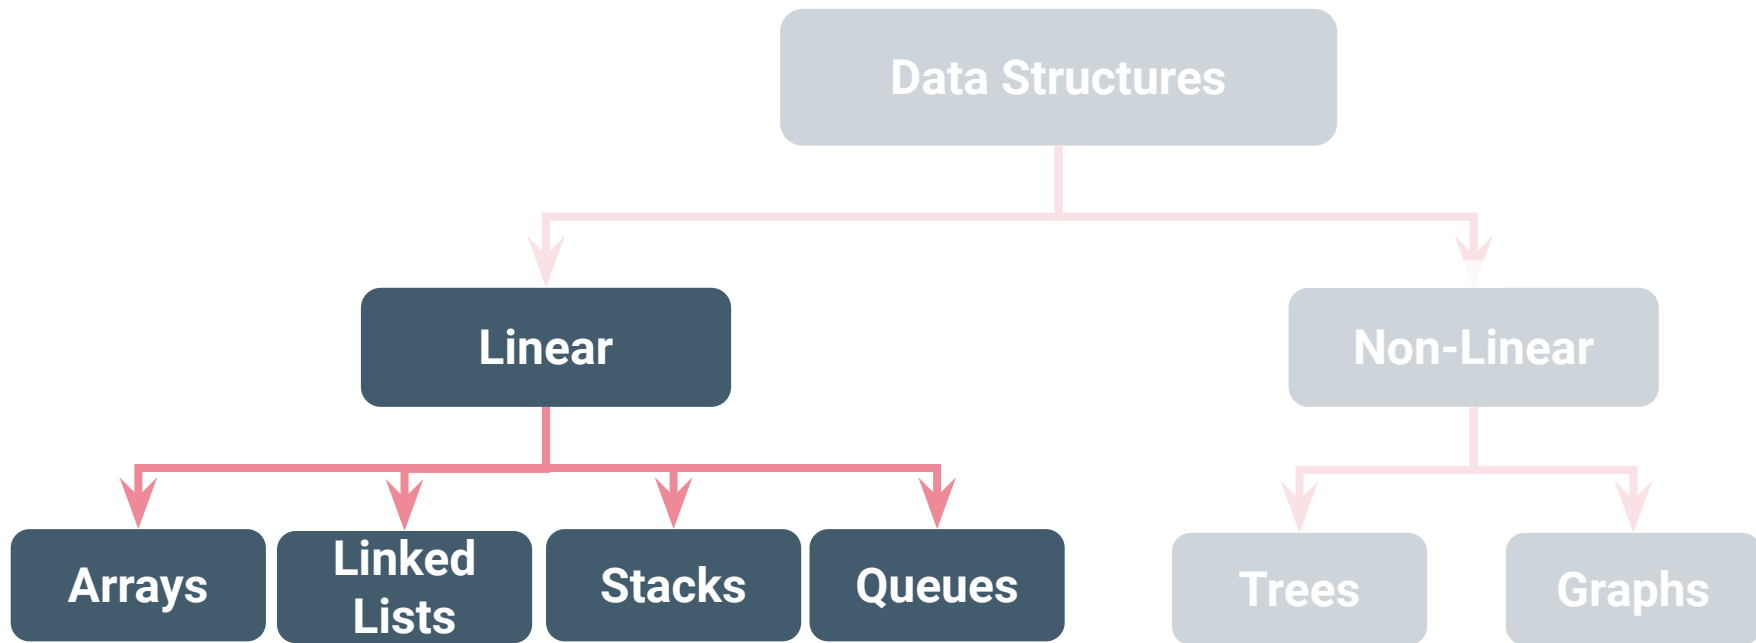 Data Structures
Linear
Non-Linear
Arrays
Linked
Lists
Stacks
Queues
Trees
Graphs